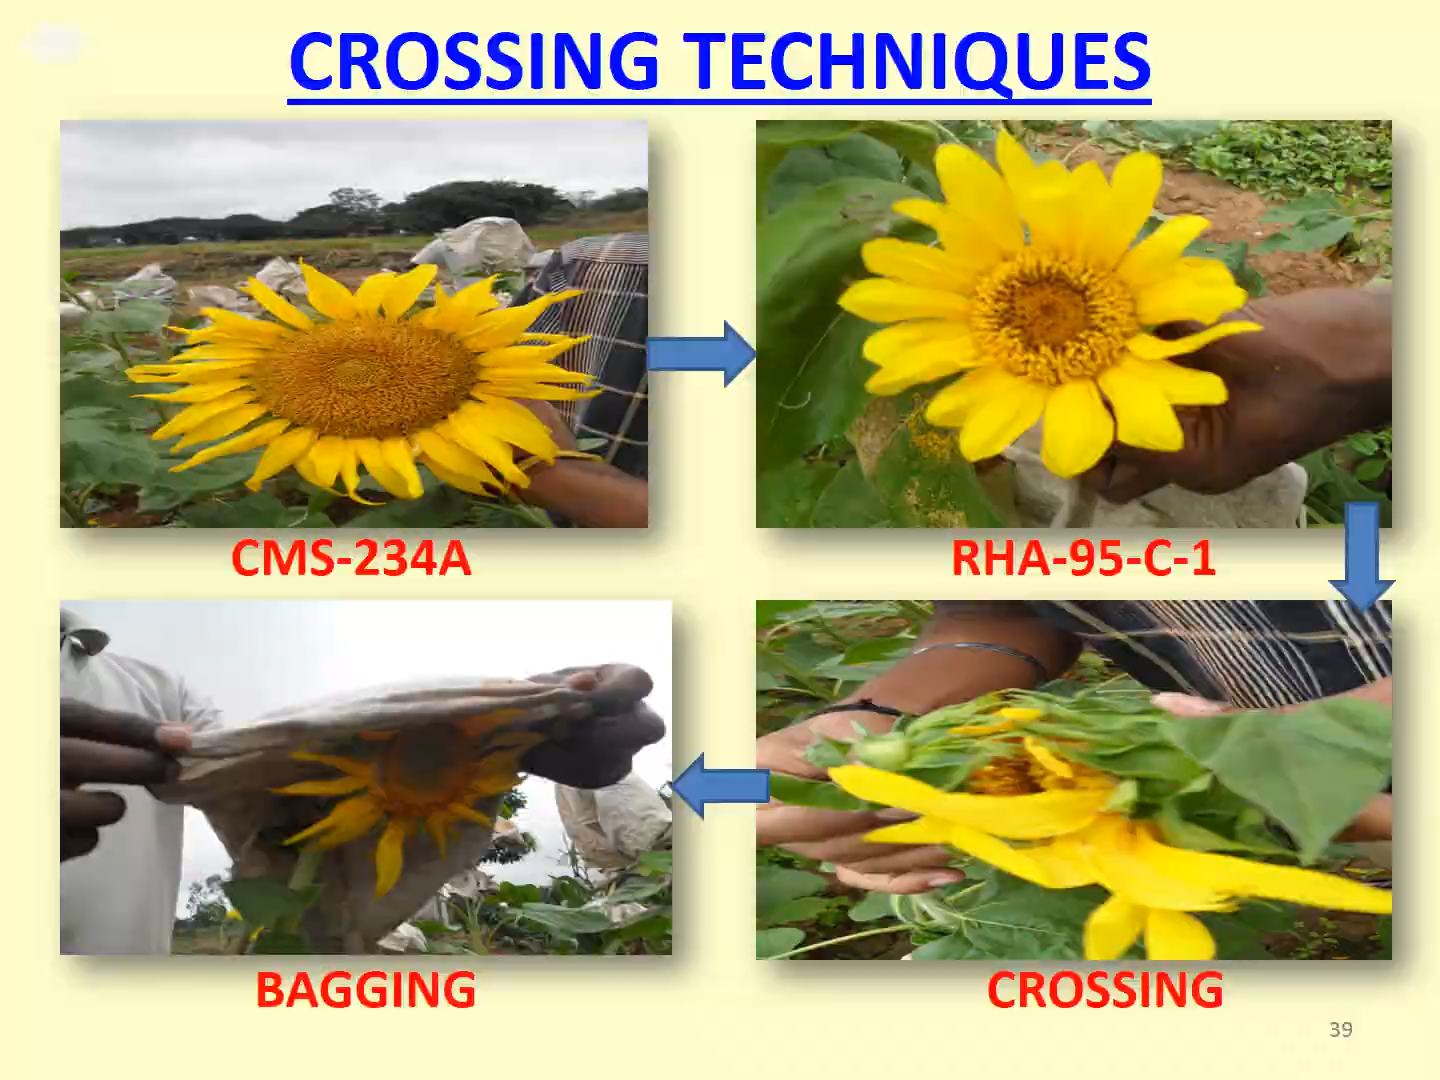 CROSSING TECHNIQUES
CMS-234A
RHA-95-C-1
BAGGING
CROSSING
39